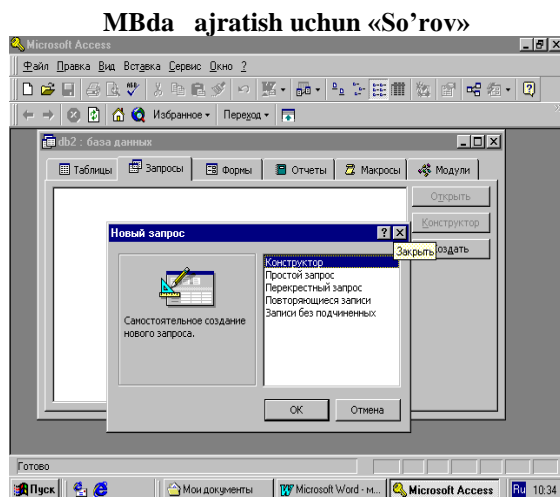 MBda ajratish uchun «So’rov»
Microsoft Access
Файл Правка Вид Вставка Сервис Окно ?
Избранное Переход
db2 : база данных
Таблицы Запросы Формы Отчеты Макросы Модули
Открыть
Конструктор
Новый запрос
Закрыть
оздать
Конструктор
Простой запрос
Перекрестный запрос
Повторяющиеся записи
Записи без подчиненных
Самостоятельное создание
нового запроса.
ОК Отмена
Готово
Пуск Мои документы Microsoft Word - м... Microsoft Access Ru 10:34